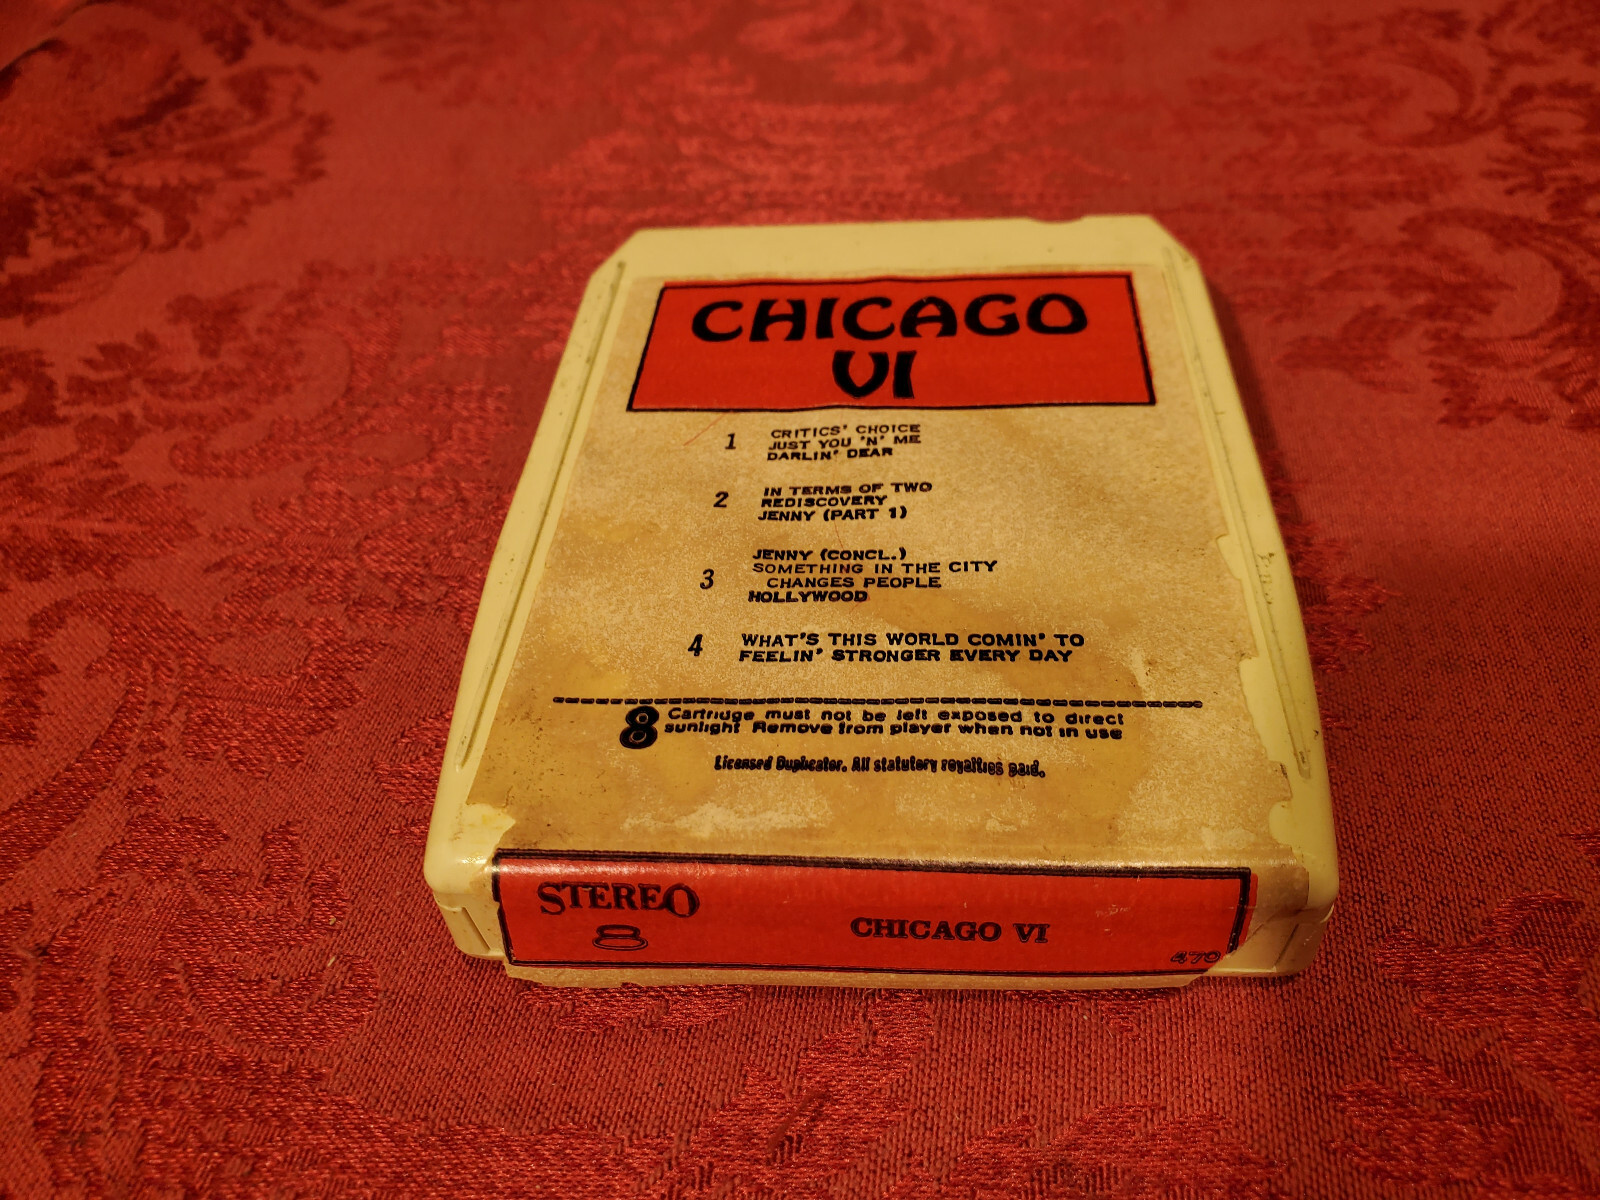 CHICAGO
VI
1
CRITICS' CHOICE
JUST YOU 'N' ME
DARLIN' DEAR
2
IN TERMS OF TWO
REDISCOVERY
JENNY (PART 1)
3
JENNY (CONCL.)
SOMETHING IN THE CITY
CHANGES PEOPLE
HOLLYWOOD
4
WHAT'S THIS WORLD COMIN' TO
FEELIN' STRONGER EVERY DAY
8
Cartriuge must not be left exposed to direct
sunlight Remove from player when not in use
Licensed Duplicator. All statutory royalties paid.
STEREO
8
CHICAGO VI
470